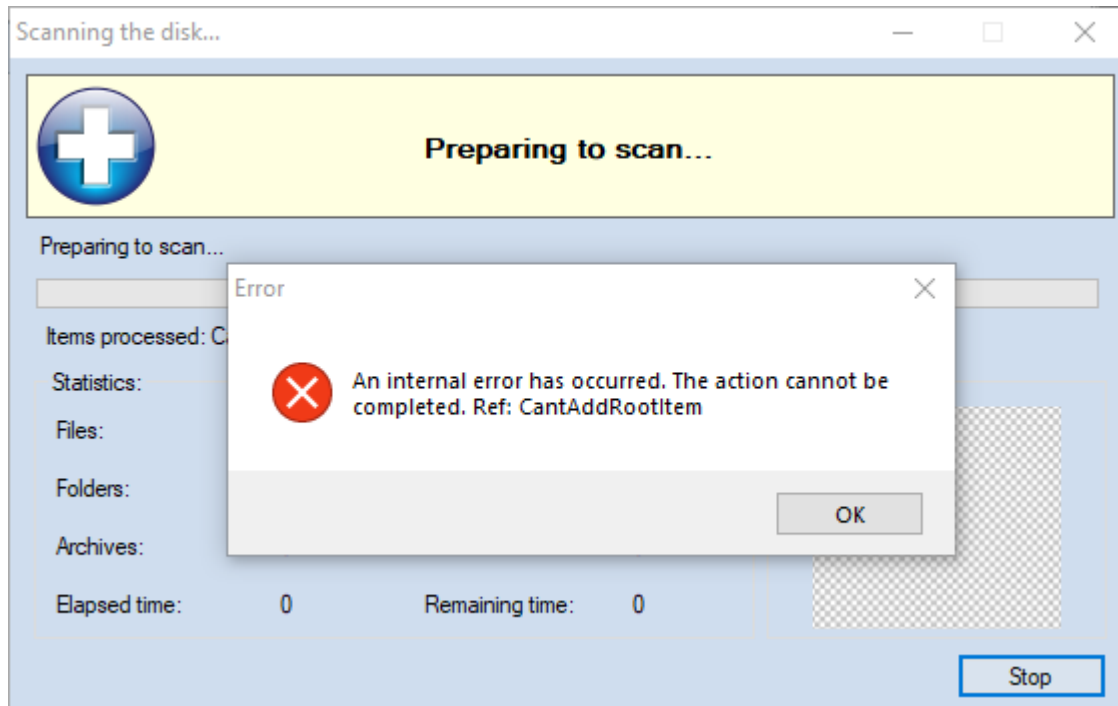 Scanning the disk...
Preparing to scan...
Preparing to scan...
Error
Items processed:
An internal error has occurred. The action cannot be
completed. Ref: CantAddRootItem
Statistics:
Files:
Folders:
OK
Archives:
Elapsed time: 0 Remaining time: 0
Stop